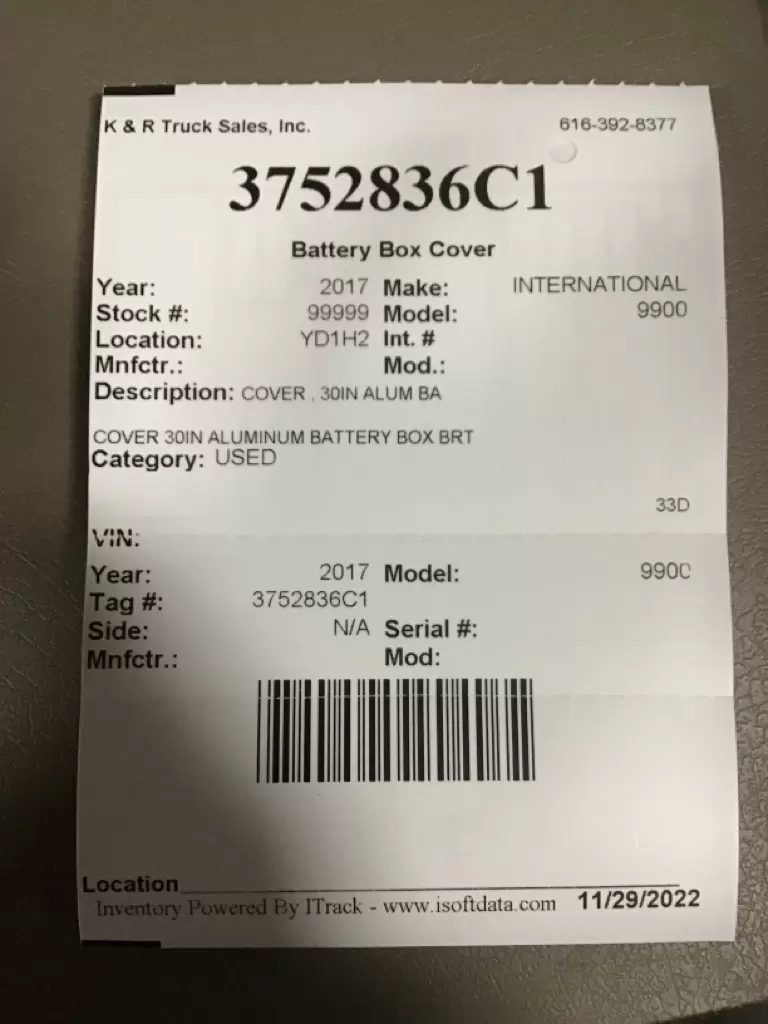 K & R Truck Sales, Inc. 616-392-8377
3752836C1
Battery Box Cover
Year: 2017 Make: INTERNATIONAL
Stock #: 99999 Model: 9900
Location: YD1H2 Int. #
Mnfctr.: Mod.:
Description: COVER , 30IN ALUM BA
COVER 30IN ALUMINUM BATTERY BOX BRT
Category: USED
33D
VIN:
Year: 2017 Model: 9900
Tag #: 3752836C1
Side: N/A Serial #:
Mnfctr.: Mod:
Location
Inventory Powered By ITrack - www.isoftdata.com 11/29/2022